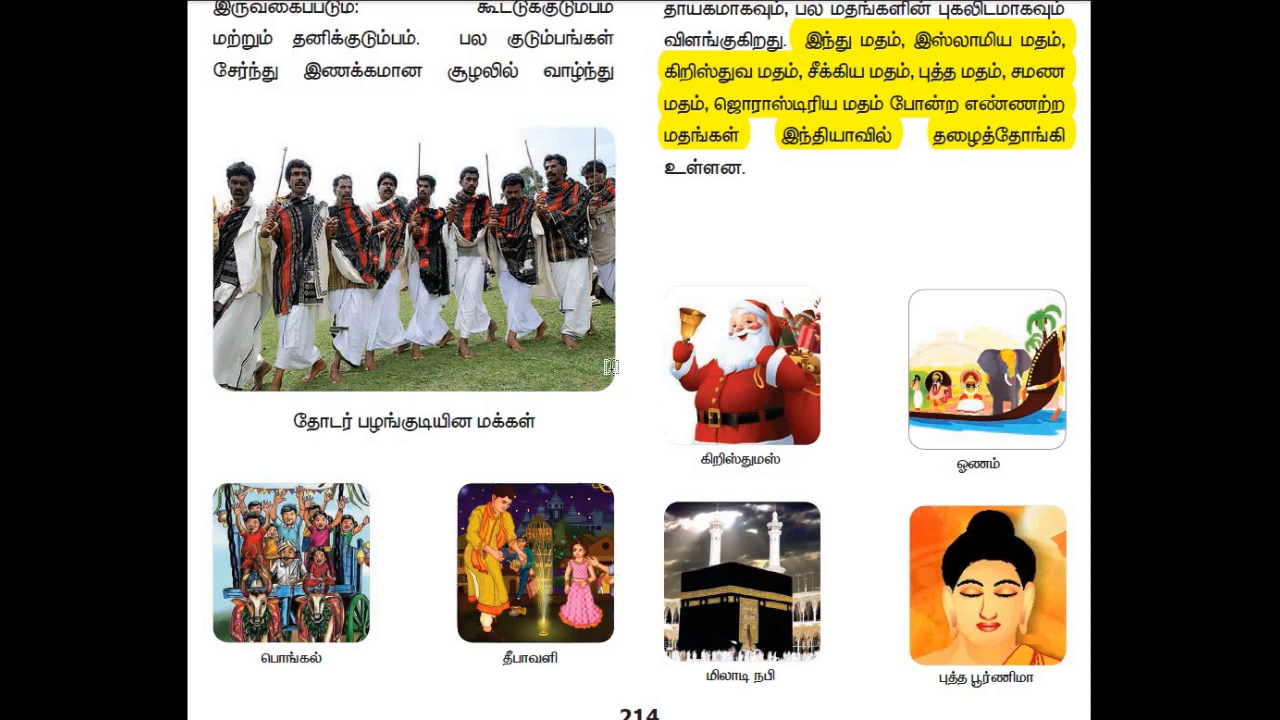 இருவகைப்படும்: கூட்டுக்குடும்பம்
மற்றும் தனிக்குடும்பம். பல குடும்பங்கள்
சேர்ந்து இணக்கமான சூழலில் வாழ்ந்து
தோடர் பழங்குடியின மக்கள்
பொங்கல்
தீபாவளி
தாயகமாகவும், பல மதங்களின் புகலிடமாகவும்
விளங்குகிறது. இந்து மதம், இஸ்லாமிய மதம்,
கிறிஸ்துவ மதம், சீக்கிய மதம், புத்த மதம், சமண
மதம், ஜொராஸ்டிரிய மதம் போன்ற எண்ணற்ற
மதங்கள் இந்தியாவில் தழைத்தோங்கி
உள்ளன.
கிறிஸ்துமஸ்
ஓணம்
மிலாடி நபி
புத்த பூர்ணிமா
214